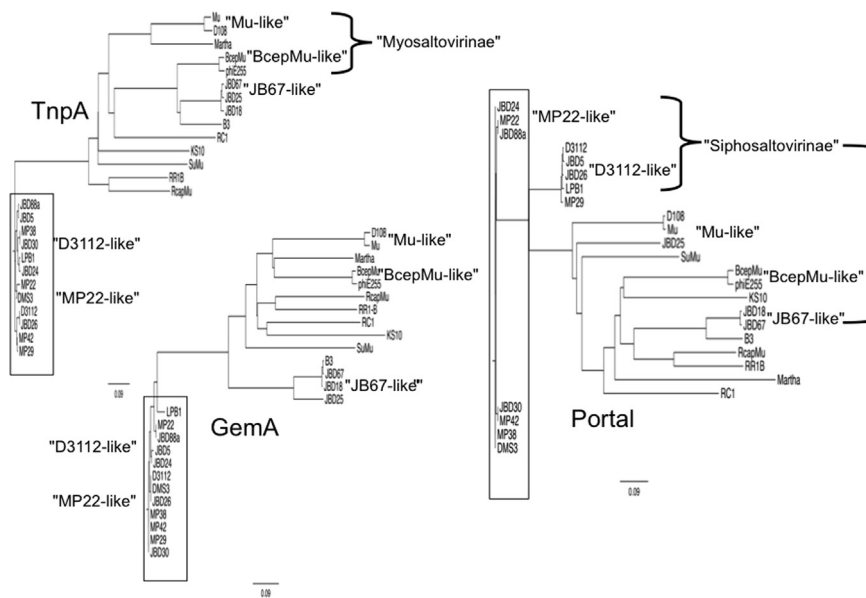 Mu
D108
"Mu-like"
Martha
"Myosaltovirinae"
BcepMu
phiE255
"BcepMu-like"
JBD67
JBD25
JBD18
"JB67-like"
B3
TnpA
RC1
KS10
SuMu
RR1B
RcapMu
JBD88a
JBD5
MP38
JBD30
LPB1
JBD24
MP22
DMS3
D3112
JBD26
MP42
MP29
"D3112-like"
"MP22-like"
0.09
D108
Mu
"Mu-like"
Martha
BcepMu
phiE255
"BcepMu-like"
RcapMu
RR1-B
RC1
KS10
SuMu
B3
JBD67
JBD18
JBD25
"JB67-like"
GemA
LPB1
MP22
JBD88a
JBD5
JBD24
D3112
DMS3
JBD26
MP38
MP42
MP29
JBD30
"D3112-like"
"MP22-like"
0.09
JBD24
MP22
JBD88a
"MP22-like"
D3112
JBD5
JBD26
LPB1
MP29
"D3112-like"
"Siphosaltovirinae"
D108
Mu
"Mu-like"
JBD25
SuMu
BcepMu
phiE255
"BcepMu-like"
KS10
JBD18
JBD67
"JB67-like"
B3
RcapMu
RR1B
Martha
RC1
JBD30
MP42
MP38
DMS3
Portal
0.09